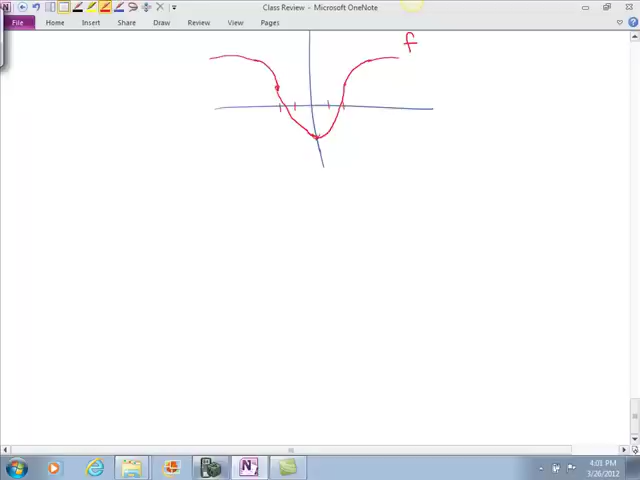 Class Review - Microsoft OneNote
File Home Insert Share Draw Review View Pages
f
4:01 PM
3/26/2012